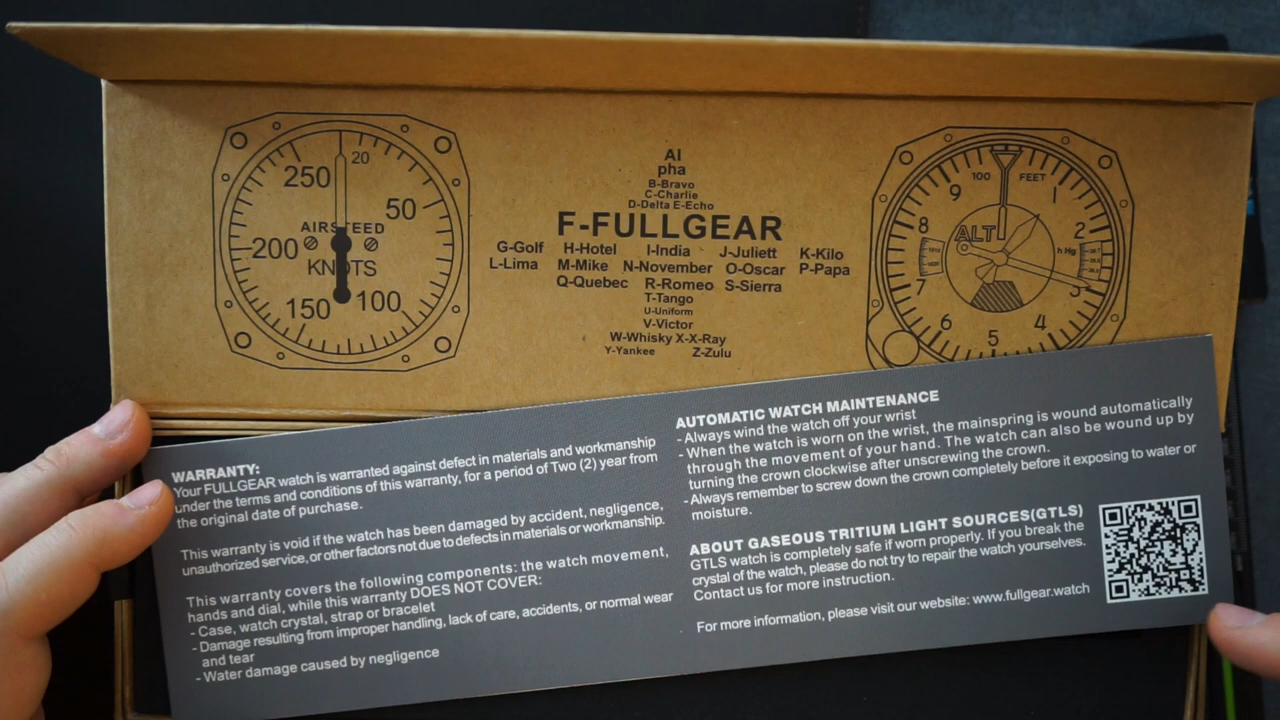 20
250
50
AIRSPEED
200
KNOTS
150
100
Al
pha
B-Bravo
C-Charlie
D-Delta E-Echo
F-FULLGEAR
G-Golf H-Hotel I-India J-Juliett K-Kilo
L-Lima M-Mike N-November O-Oscar P-Papa
Q-Quebec R-Romeo S-Sierra
T-Tango
U-Uniform
V-Victor
W-Whisky X-X-Ray
Y-Yankee Z-Zulu
100 FEET
9 1
8 2
ALT
h Hg
7 3
6 4
5
WARRANTY:
Your FULLGEAR watch is warranted against defect in materials and workmanship
under the terms and conditions of this warranty, for a period of Two (2) year from
the original date of purchase.
This warranty is void if the watch has been damaged by accident, negligence,
unauthorized service, or other factors not due to defects in materials or workmanship.
This warranty covers the following components: the watch movement,
hands and dial, while this warranty DOES NOT COVER:
- Case, watch crystal, strap or bracelet
- Damage resulting from improper handling, lack of care, accidents, or normal wear
and tear
- Water damage caused by negligence
AUTOMATIC WATCH MAINTENANCE
- Always wind the watch off your wrist
- When the watch is worn on the wrist, the mainspring is wound automatically
through the movement of your hand. The watch can also be wound up by
turning the crown clockwise after unscrewing the crown.
- Always remember to screw down the crown completely before it exposing to water or
moisture.
ABOUT GASEOUS TRITIUM LIGHT SOURCES(GTLS)
GTLS watch is completely safe if worn properly. If you break the
crystal of the watch, please do not try to repair the watch yourselves.
Contact us for more instruction.
For more information, please visit our website: www.fullgear.watch